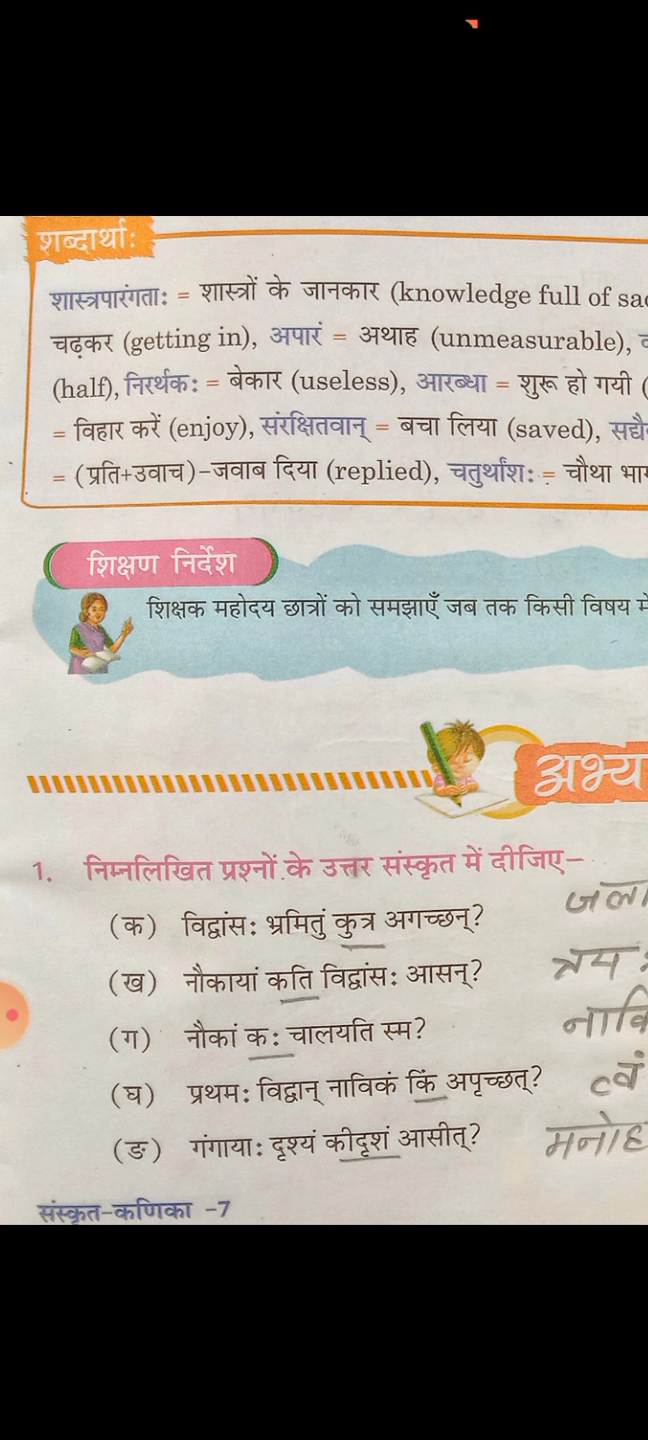 शब्दार्थाः
शास्त्रपारंगताः = शास्त्रों के जानकार (knowledge full of
चढ़कर (getting in), अपारं = अथाह (unmeasurable),
(half), निरर्थकः = बेकार (useless), आरब्धा = शुरू हो गयी (
= विहार करें (enjoy), संरक्षितवान् = बचा लिया (saved),
= (प्रति+उवाच)-जवाब दिया (replied), चतुर्थांशः = चौथा
शिक्षण निर्देश
शिक्षक महोदय छात्रों को समझाएँ जब तक किसी विषय
1. निम्नलिखित प्रश्नों के उत्तर संस्कृत में दीजिए–
(क) विद्वांसः भ्रमितुं कुत्र अगच्छन्?
(ख) नौकायां कति विद्वांसः आसन्? त्रयः
(ग) नौकां कः चालयति स्म?
(घ) प्रथमः विद्वान् नाविकं किं अपृच्छत्? त्वं
(ङ) गंगायाः दृश्यं कीदृशं आसीत्?
संस्कृत-कणिका -7